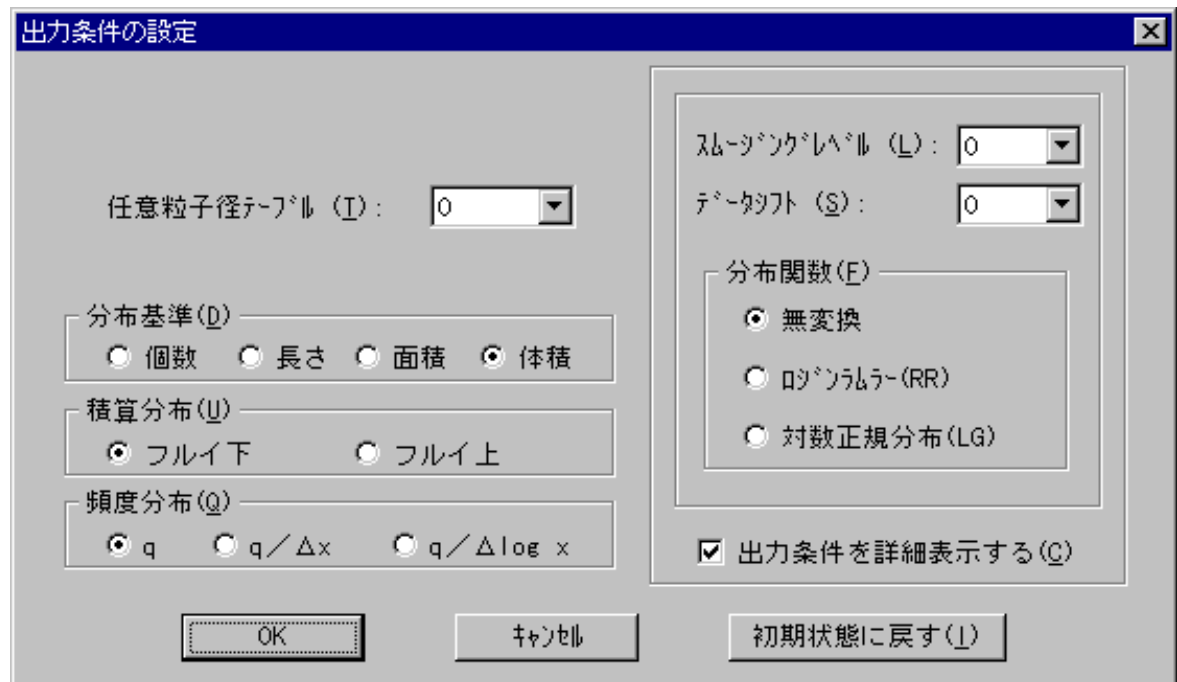 出力条件の設定
任意粒子径ﾃｰﾌﾞﾙ (T): 0
分布基準(D)
個数 長さ 面積 体積
積算分布(U)
フルイ下 フルイ上
頻度分布(Q)
q q／Δx q／Δlog x
ｽﾑｰｼﾞﾝｸﾞﾚﾍﾞﾙ (L): 0
ﾃﾞｰﾀｼﾌﾄ (S): 0
分布関数(F)
無変換
ﾛｼﾞﾝﾗﾑﾗｰ(RR)
対数正規分布(LG)
出力条件を詳細表示する(C)
OK ｷｬﾝｾﾙ 初期状態に戻す(I)